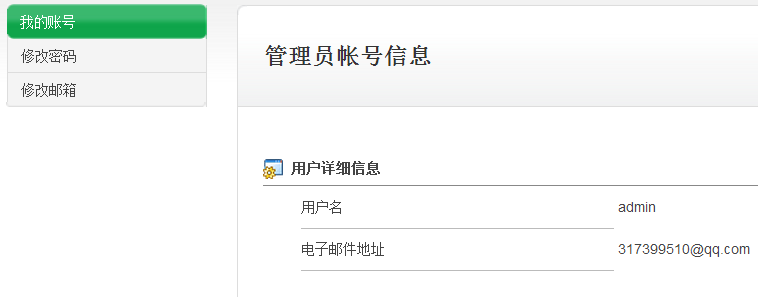 我的账号
修改密码
修改邮箱
管理员帐号信息
用户详细信息
用户名 admin
电子邮件地址 317399510@qq.com